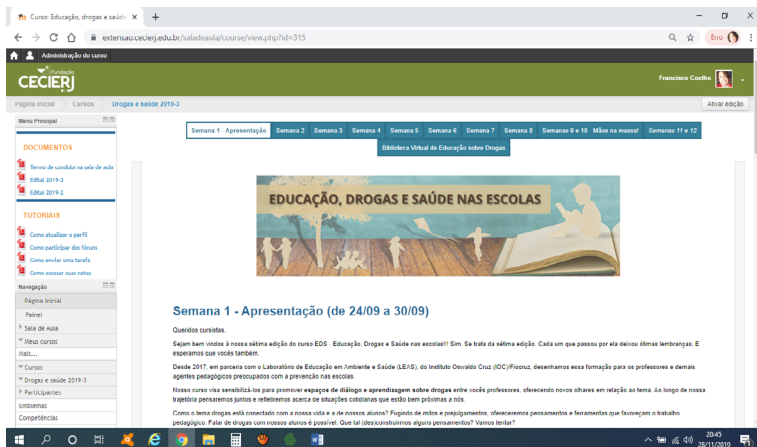 Curso: Educação, drogas e saúde
extensao.cecierj.edu.br/saladeaula/course/view.php?id=315
Erro
Administração do curso
Fundação
CECIERJ
Francisco Coelho
Página inicial
Cursos
Drogas e saúde 2019-3
Ativar edição
Menu Principal
DOCUMENTOS
Termo de conduta na sala de aula
Edital 2019-3
Edital 2019-2
TUTORIAIS
Como atualizar o perfil
Como participar dos fóruns
Como enviar uma tarefa
Como acessar suas notas
Navegação
Página inicial
Painel
Sala de Aula
Meus cursos
Mais...
Cursos
Drogas e saúde 2019-3
Participantes
Emblemas
Competências
Semana 1 - Apresentação
Semana 2
Semana 3
Semana 4
Semana 5
Semana 6
Semana 7
Semana 8
Semanas 9 e 10 Mãos na massa!
Semanas 11 e 12
Biblioteca Virtual de Educação sobre Drogas
EDUCAÇÃO, DROGAS E SAÚDE NAS ESCOLAS
Semana 1 - Apresentação (de 24/09 a 30/09)
Queridos cursistas,
Sejam bem vindos à nossa sétima edição do curso EDS Educação, Drogas e Saúde nas escolas!!! Sim. Se trata da sétima edição. Cada um que passou por ela deixou ótimas lembranças. E
esperamos que vocês também.
Desde 2017, em parceria com o Laboratório de Educação em Ambiente e Saúde (LEAS), do Instituto Oswaldo Cruz (IOC)/Fiocruz, desenhamos essa formação para os professores e demais
agentes pedagógicos preocupados com a prevenção nas escolas.
Nosso curso visa sensibilizá-los para promover espaços de diálogo e aprendizagem sobre drogas entre vocês professores, oferecendo novos olhares em relação ao tema. Ao longo de nossa
trajetória pensaremos juntos e refletiremos acerca de situações cotidianas que estão bem próximas a nós.
Como o tema drogas está conectado com a nossa vida e a de nossos alunos? Fugindo de mitos e prejulgamentos, ofereceremos pensamentos e ferramentas que favoreçam o trabalho
pedagógico. Falar de drogas com nossos alunos é possível. Que tal (des)construirmos alguns pensamentos? Vamos tentar?
20:45
28/11/2019